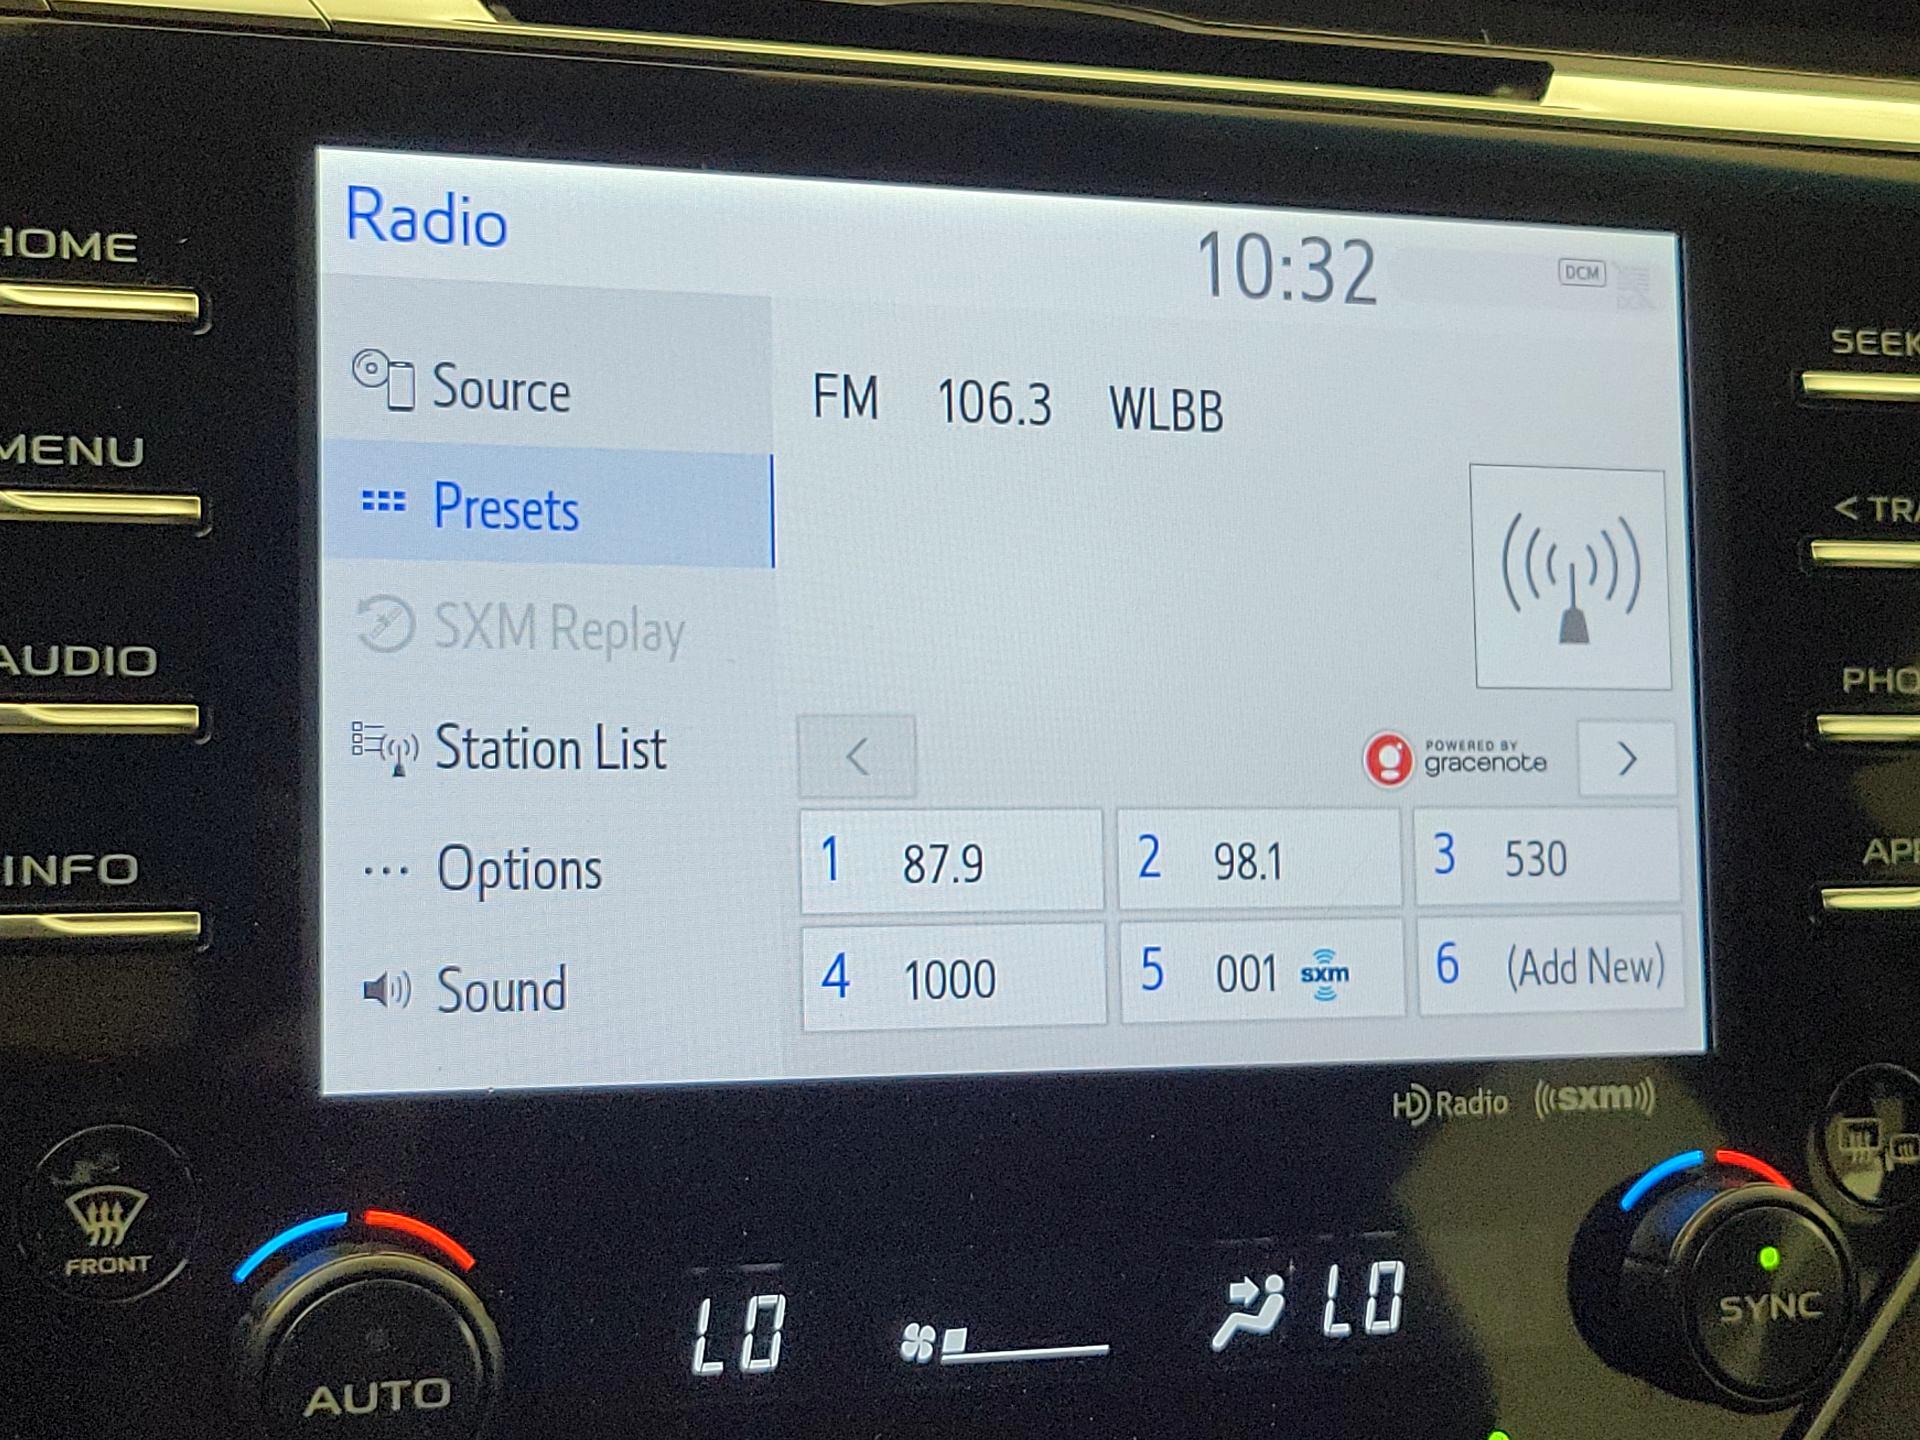 Radio
10:32
DCM
HOME
MENU
AUDIO
INFO
Source
Presets
SXM Replay
Station List
... Options
Sound
FM 106.3 WLBB
<
POWERED BY
gracenote
>
1 87.9
2 98.1
3 530
4 1000
5 001 sxm
6 (Add New)
SEEK
< TRA
PHO
APP
HD Radio
((sxm))
FRONT
AUTO
LO
LO
SYNC